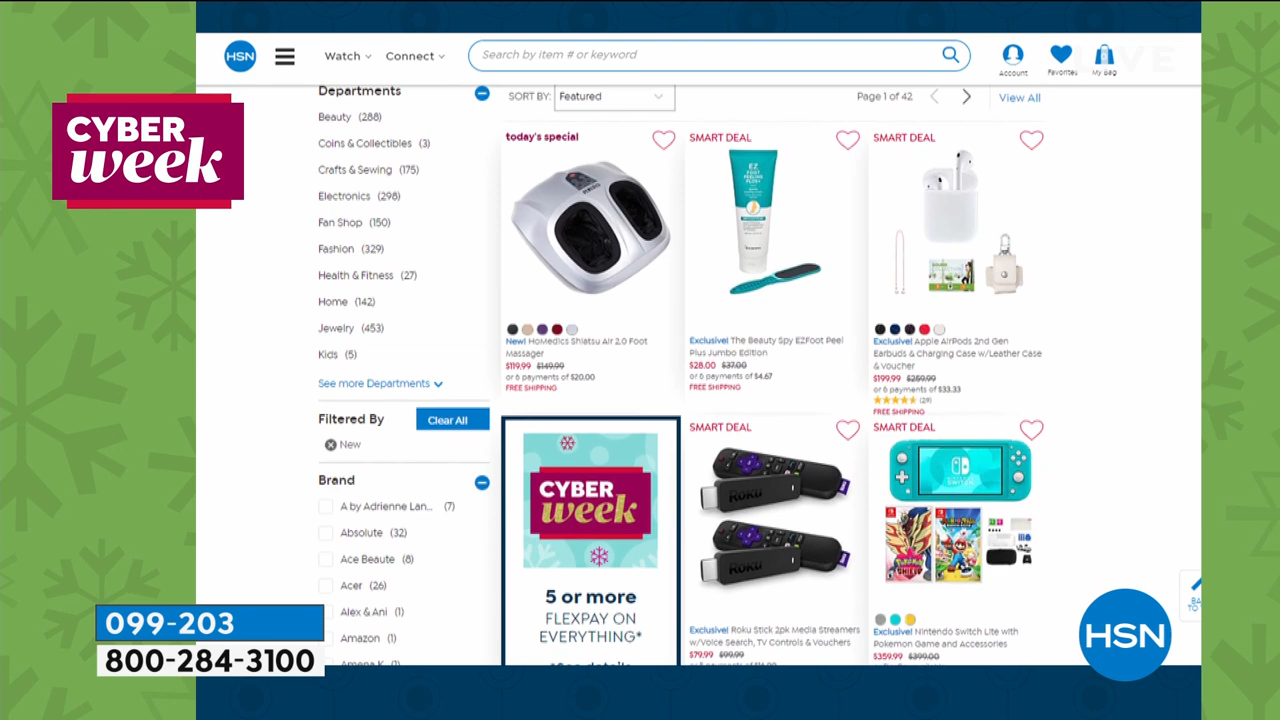 HSN
Watch
Connect
Search by item # or keyword
Account
Favorites
My Bag
LIVE
CYBER
week
Departments
Beauty (288)
Coins & Collectibles (3)
Crafts & Sewing (175)
Electronics (298)
Fan Shop (150)
Fashion (329)
Health & Fitness (27)
Home (142)
Jewelry (453)
Kids (5)
See more Departments
Filtered By
Clear All
New
Brand
A by Adrienne Lan... (7)
Absolute (32)
Ace Beaute (8)
Acer (26)
Alex & Ani (1)
Amazon (1)
SORT BY: Featured
Page 1 of 42
View All
today's special
New! HoMedics Shiatsu Air 2.0 Foot
Massager
$119.99 $149.99
or 6 payments of $20.00
FREE SHIPPING
SMART DEAL
EZ
FOOT
PEELING
PLUS+
Exclusive! The Beauty Spy EZFoot Peel
Plus Jumbo Edition
$28.00 $37.00
or 6 payments of $4.67
FREE SHIPPING
SMART DEAL
Exclusive! Apple AirPods 2nd Gen
Earbuds & Charging Case w/Leather Case
& Voucher
$199.99 $259.99
or 6 payments of $33.33
(29)
FREE SHIPPING
CYBER
week
5 or more
FLEXPAY ON
EVERYTHING*
SMART DEAL
Roku
Roku
Exclusive! Roku Stick 2pk Media Streamers
w/Voice Search, TV Controls & Vouchers
$79.99 $99.99
SMART DEAL
SWITCH
Exclusive! Nintendo Switch Lite with
Pokemon Game and Accessories
$359.99 $399.00
099-203
800-284-3100
HSN